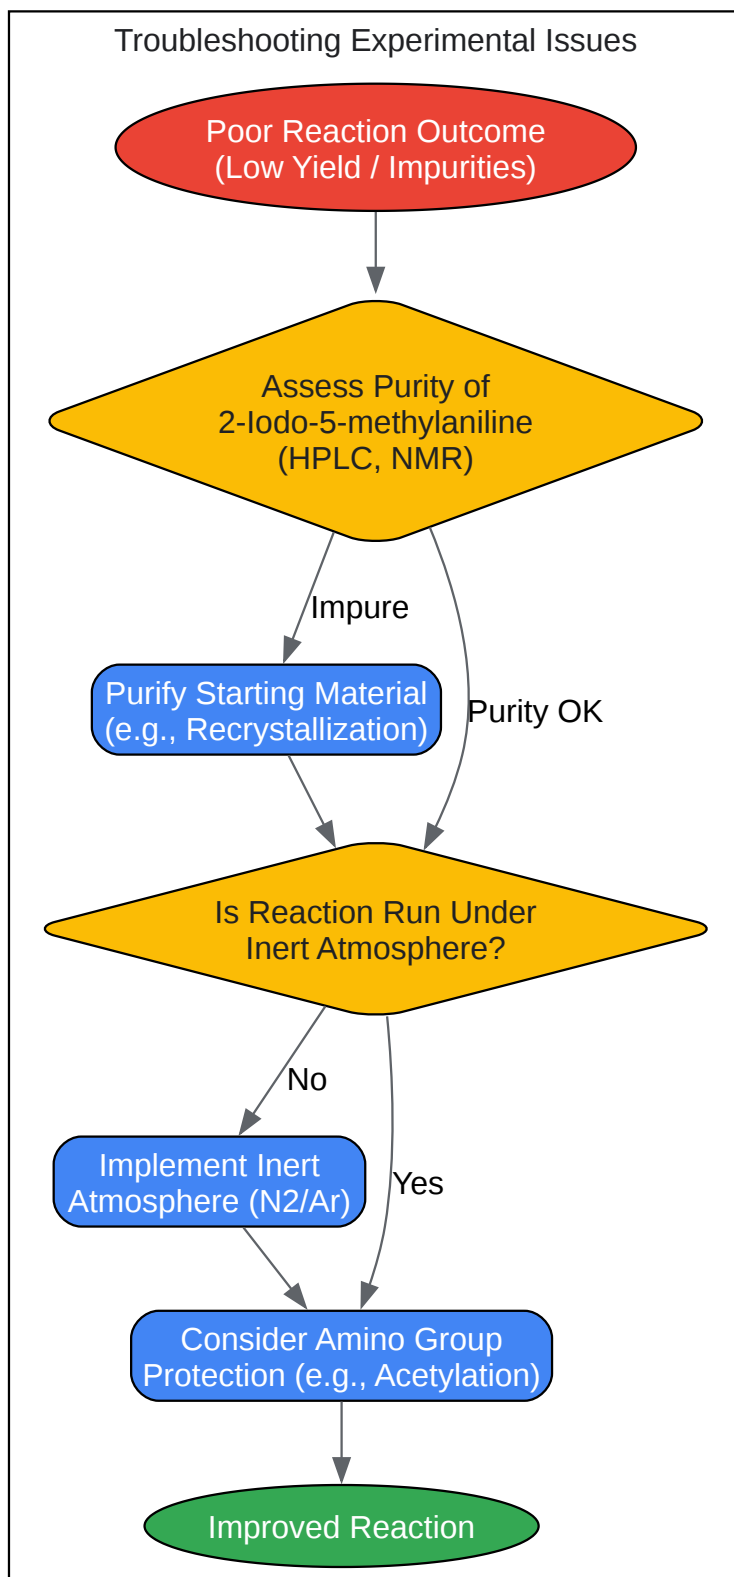 Troubleshooting Experimental Issues
Poor Reaction Outcome
(Low Yield / Impurities)
Assess Purity of
2-Iodo-5-methylaniline
(HPLC, NMR)
Impure
Purify Starting Material
(e.g., Recrystallization)
Purity OK
Is Reaction Run Under
Inert Atmosphere?
No
Implement Inert
Atmosphere (N2/Ar)
Yes
Consider Amino Group
Protection (e.g., Acetylation)
Improved Reaction